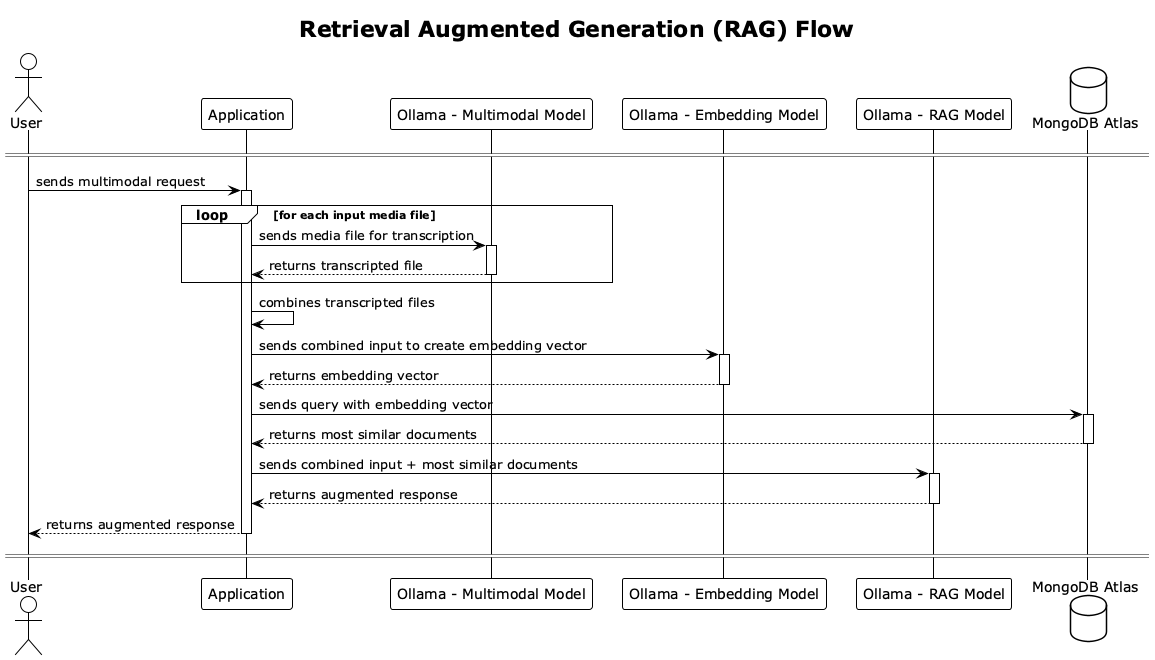 Retrieval Augmented Generation (RAG) Flow
User
Application
Ollama - Multimodal Model
Ollama - Embedding Model
Ollama - RAG Model
MongoDB Atlas
sends multimodal request
loop
[for each input media file]
sends media file for transcription
returns transcripted file
combines transcripted files
sends combined input to create embedding vector
returns embedding vector
sends query with embedding vector
returns most similar documents
sends combined input + most similar documents
returns augmented response
returns augmented response
User
Application
Ollama - Multimodal Model
Ollama - Embedding Model
Ollama - RAG Model
MongoDB Atlas